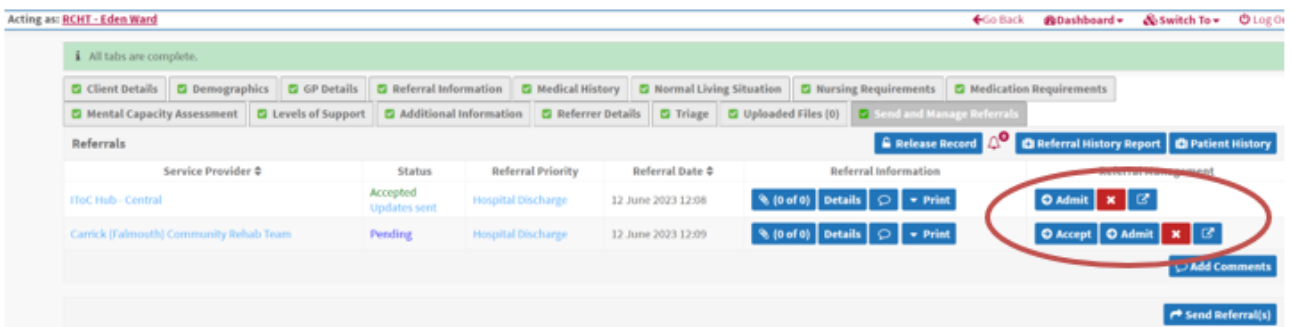 Acting as: RCHT - Eden Ward Go Back Dashboard Switch To Log O
All tabs are complete.
Client Details Demographics GP Details Referral Information Medical History Normal Living Situation Nursing Requirements Medication Requirements
Mental Capacity Assessment Levels of Support Additional Information Referrer Details Triage Uploaded Files (0) Send and Manage Referrals
Referrals Release Record Referral History Report Patient History
Service Provider Status Referral Priority Referral Date Referral Information Referral Management
IToC Hub - Central Accepted Hospital Discharge 12 June 2023 12:08 (0 of 0) Details Print Admit
Updates sent
Carrick (Falmouth) Community Rehab Team Pending Hospital Discharge 12 June 2023 12:09 (0 of 0) Details Print Accept Admit
Add Comments
Send Referral(s)